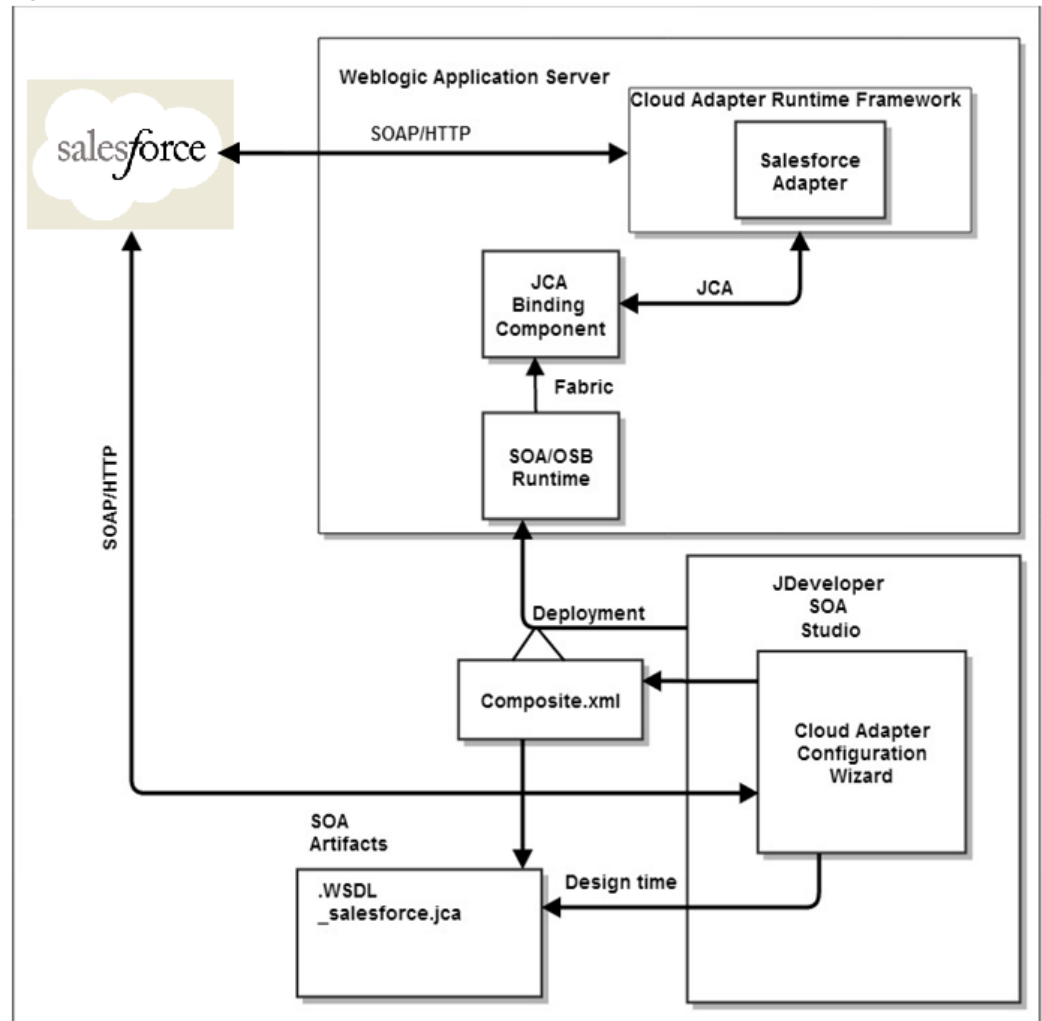 Weblogic Application Server
Cloud Adapter Runtime Framework
salesforce
SOAP/HTTP
Salesforce
Adapter
JCA
Binding
Component
JCA
Fabric
SOA/OSB
Runtime
SOAP/HTTP
JDeveloper
SOA
Studio
Deployment
Composite.xml
Cloud Adapter
Configuration
Wizard
SOA
Artifacts
.WSDL
_salesforce.jca
Design time